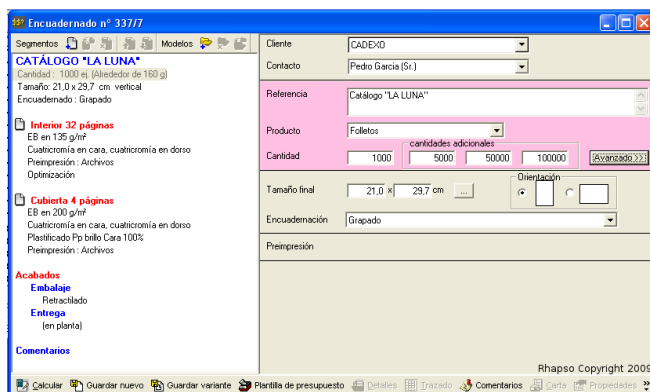 Encuadernado n° 337/7
Segmentos
Modelos
CATÁLOGO "LA LUNA"
Cantidad : 1000 ej. (Alrededor de 160 g)
Tamaño: 21,0 x 29,7 cm vertical
Encuadernado : Grapado
Interior 32 páginas
EB en 135 g/m²
Cuatricromía en cara, cuatricromía en dorso
Preimpresión : Archivos
Optimización
Cubierta 4 páginas
EB en 200 g/m²
Cuatricromía en cara, cuatricromía en dorso
Plastificado Pp brillo Cara 100%
Preimpresión : Archivos
Acabados
Embalaje
Retractilado
Entrega
(en planta)
Comentarios
Cliente CADEXO
Contacto Pedro Garcia (Sr.)
Referencia Catálogo "LA LUNA"
Producto Folletos
cantidades adicionales
Cantidad 1000 5000 50000 100000 Avanzado >>
Orientación
Tamaño final 21,0 x 29,7 cm ...
Encuadernación Grapado
Preimpresión
Rhapso Copyright 2009
Calcular Guardar nuevo Guardar variante Plantilla de presupuesto Detalles Trazado Comentarios Carta Propiedades